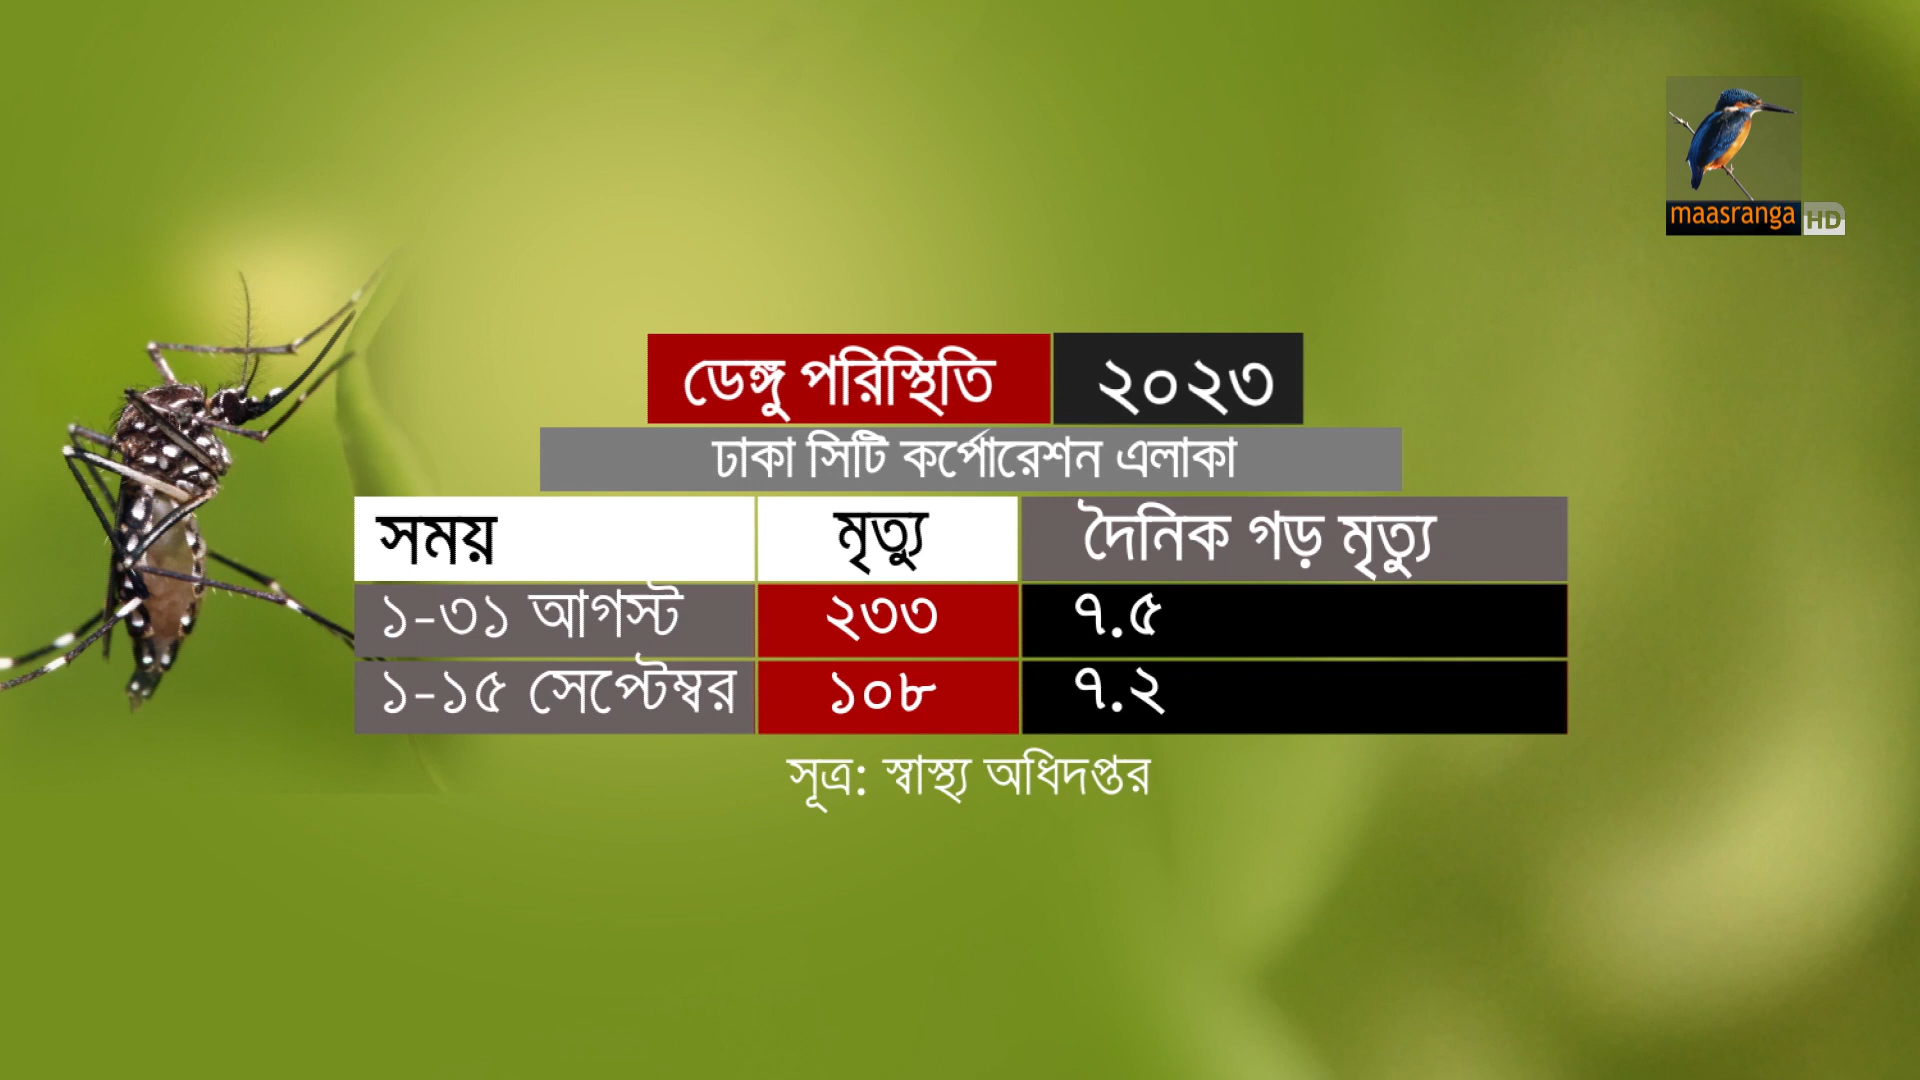 maasranga HD
ডেঙ্গু পরিস্থিতি ২০২৩
ঢাকা সিটি কর্পোরেশন এলাকা
সময় মৃত্যু দৈনিক গড় মৃত্যু
১-৩১ আগস্ট ২৩৩ ৭.৫
১-১৫ সেপ্টেম্বর ১০৮ ৭.২
সূত্র: স্বাস্থ্য অধিদপ্তর